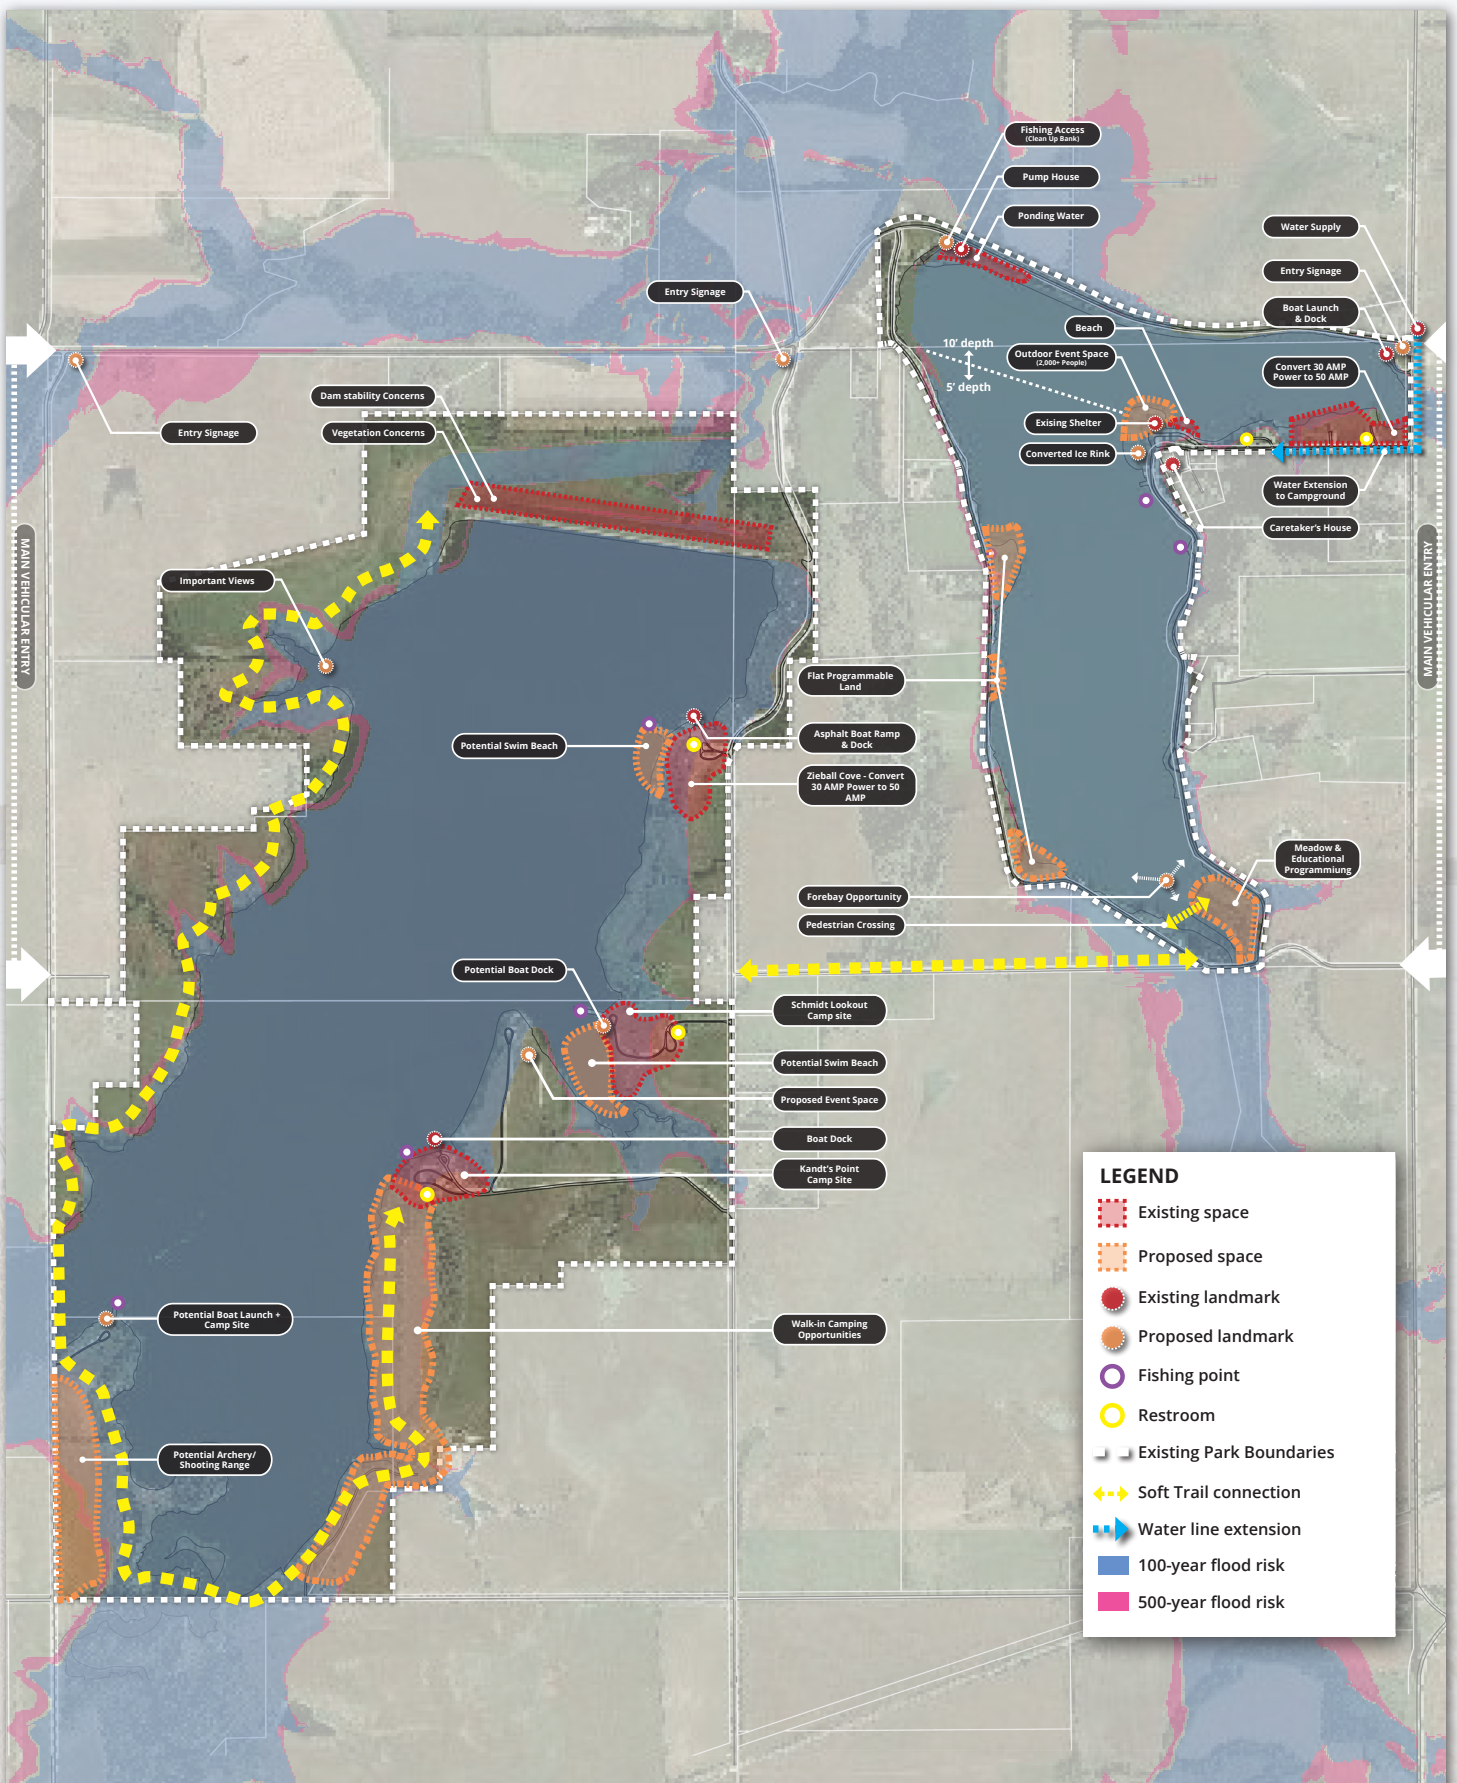 Fishing Access
(Clean Up Bank)
Pump House
Ponding Water
Water Supply
Entry Signage
Boat Launch
& Dock
Convert 30 AMP
Power to 50 AMP
Entry Signage
Beach
Outdoor Event Space
(2,000+ People)
10' depth
5' depth
Exising Shelter
Converted Ice Rink
Water Extension
to Campground
Caretaker's House
Entry Signage
Dam stability Concerns
Vegetation Concerns
Important Views
MAIN VEHICULAR ENTRY
MAIN VEHICULAR ENTRY
Flat Programmable
Land
Potential Swim Beach
Asphalt Boat Ramp
& Dock
Zieball Cove - Convert
30 AMP Power to 50
AMP
Meadow &
Educational
Programmiung
Forebay Opportunity
Pedestrian Crossing
Potential Boat Dock
Schmidt Lookout
Camp site
Potential Swim Beach
Proposed Event Space
Boat Dock
Kandt's Point
Camp Site
Potential Boat Launch +
Camp Site
Walk-in Camping
Opportunities
Potential Archery/
Shooting Range
LEGEND
Existing space
Proposed space
Existing landmark
Proposed landmark
Fishing point
Restroom
Existing Park Boundaries
Soft Trail connection
Water line extension
100-year flood risk
500-year flood risk